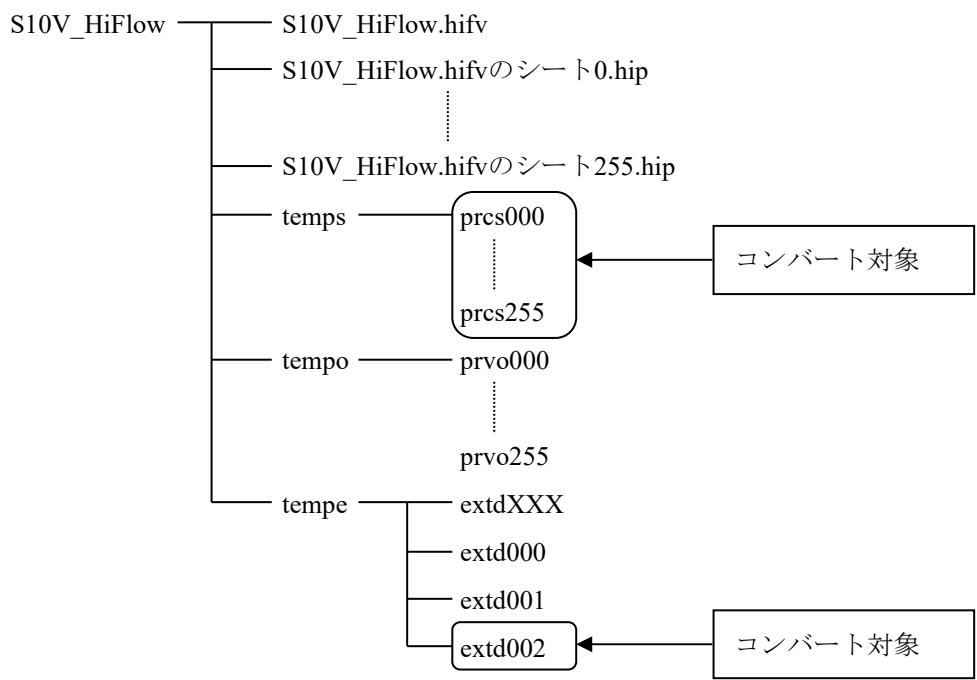 S10V_HiFlow
S10V_HiFlow.hifv
S10V_HiFlow.hifvのシート0.hip
S10V_HiFlow.hifvのシート255.hip
temps
prcs000
コンバート対象
prcs255
tempo
prvo000
prvo255
tempe
extdXXX
extd000
extd001
extd002
コンバート対象